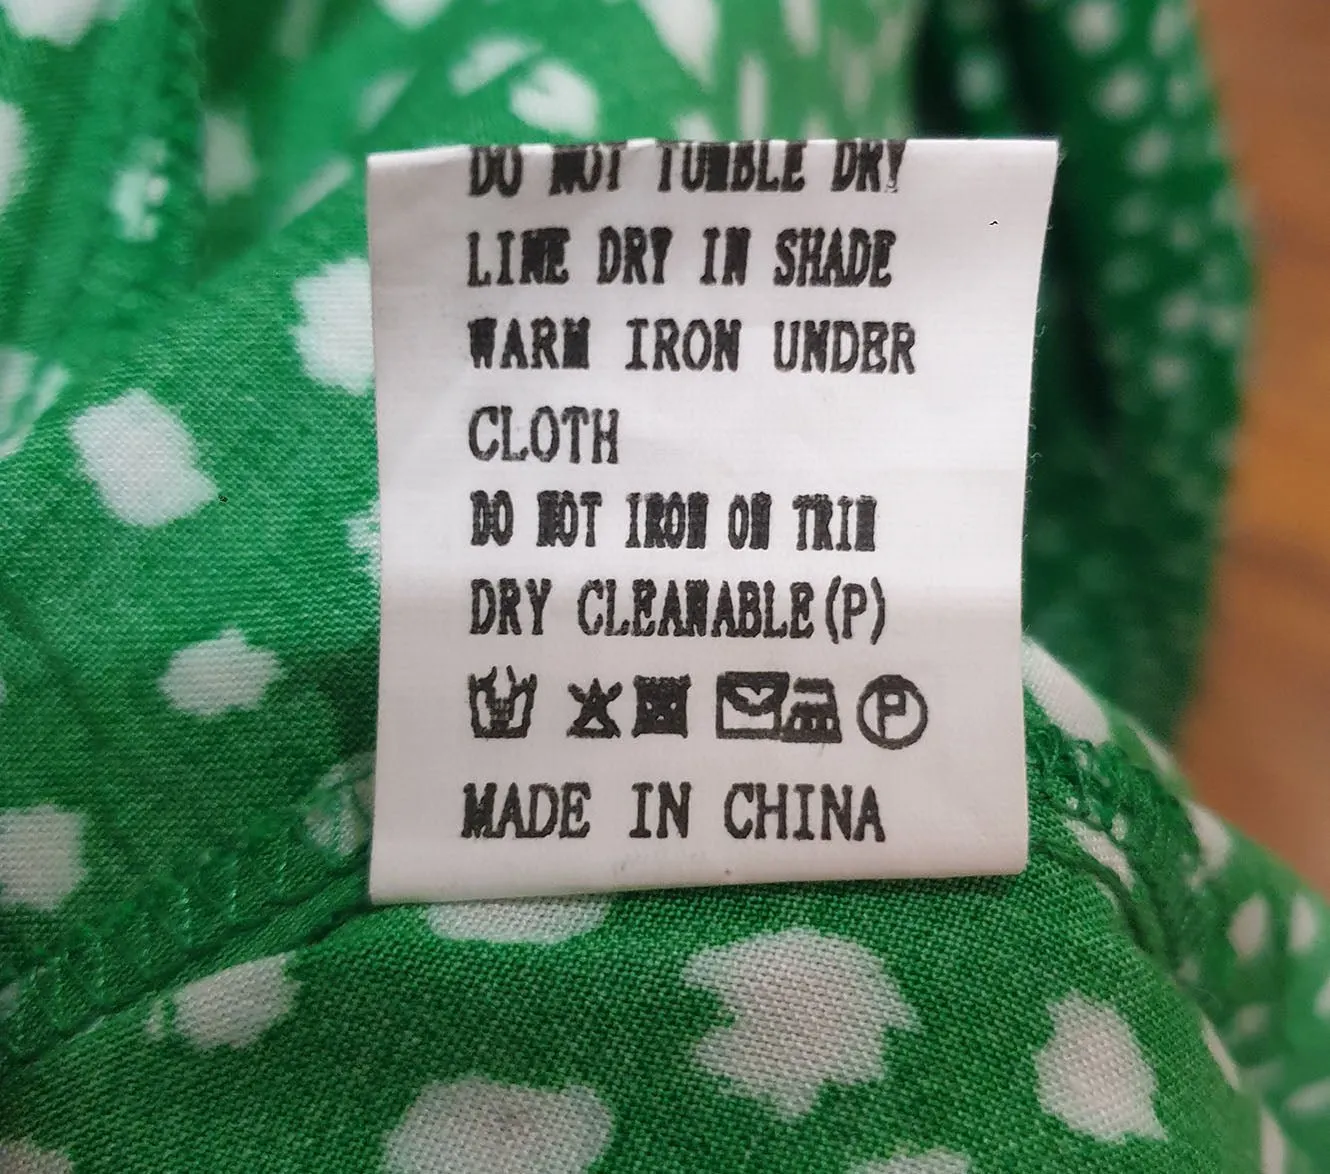 DO NOT TUMBLE DRY
LINE DRY IN SHADE
WARM IRON UNDER
CLOTH
DO NOT IRON ON TRIM
DRY CLEANABLE(P)
P
MADE IN CHINA